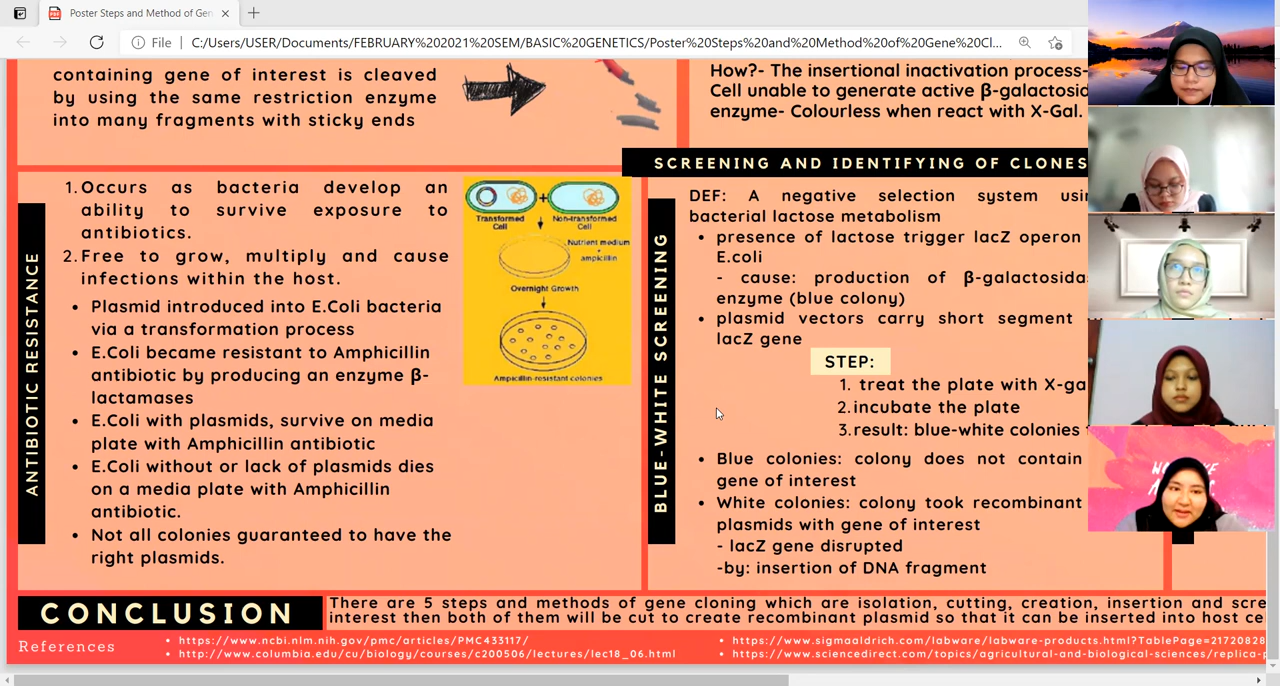 Poster Steps and Method of Gen
File
C:/Users/USER/Documents/FEBRUARY%202021%20SEM/BASIC%20GENETICS/Poster%20Steps%20and%20Method%20of%20Gene%20Cl...
containing gene of interest is cleaved
by using the same restriction enzyme
into many fragments with sticky ends
How?- The insertional inactivation process-
Cell unable to generate active β-galactosid
enzyme- Colourless when react with X-Gal.
SCREENING AND IDENTIFYING OF CLONES
ANTIBIOTIC RESISTANCE
1. Occurs as bacteria develop an
ability to survive exposure to
antibiotics.
2. Free to grow, multiply and cause
infections within the host.
• Plasmid introduced into E.Coli bacteria
via a transformation process
• E.Coli became resistant to Amphicillin
antibiotic by producing an enzyme β-
lactamases
• E.Coli with plasmids, survive on media
plate with Amphicillin antibiotic
• E.Coli without or lack of plasmids dies
on a media plate with Amphicillin
antibiotic.
• Not all colonies guaranteed to have the
right plasmids.
+
Transformed
Cell
Non-transformed
Cell
Nutrient medium
+
ampicillin
Overnight Growth
Ampicillin-resistant colonies
BLUE-WHITE SCREENING
DEF: A negative selection system usin
bacterial lactose metabolism
• presence of lactose trigger lacZ operon
E.coli
- cause: production of β-galactosida
enzyme (blue colony)
• plasmid vectors carry short segment
lacZ gene
STEP:
1. treat the plate with X-ga
2. incubate the plate
3. result: blue-white colonies
• Blue colonies: colony does not contain
gene of interest
• White colonies: colony took recombinant
plasmids with gene of interest
- lacZ gene disrupted
-by: insertion of DNA fragment
CONCLUSION
There are 5 steps and methods of gene cloning which are isolation, cutting, creation, insertion and scre
interest then both of them will be cut to create recombinant plasmid so that it can be inserted into host ce
References
• https://www.ncbi.nlm.nih.gov/pmc/articles/PMC433117/
• http://www.columbia.edu/cu/biology/courses/c200506/lectures/lec18_06.html
• https://www.sigmaaldrich.com/labware/labware-products.html?TablePage=21720828
• https://www.sciencedirect.com/topics/agricultural-and-biological-sciences/replica-p